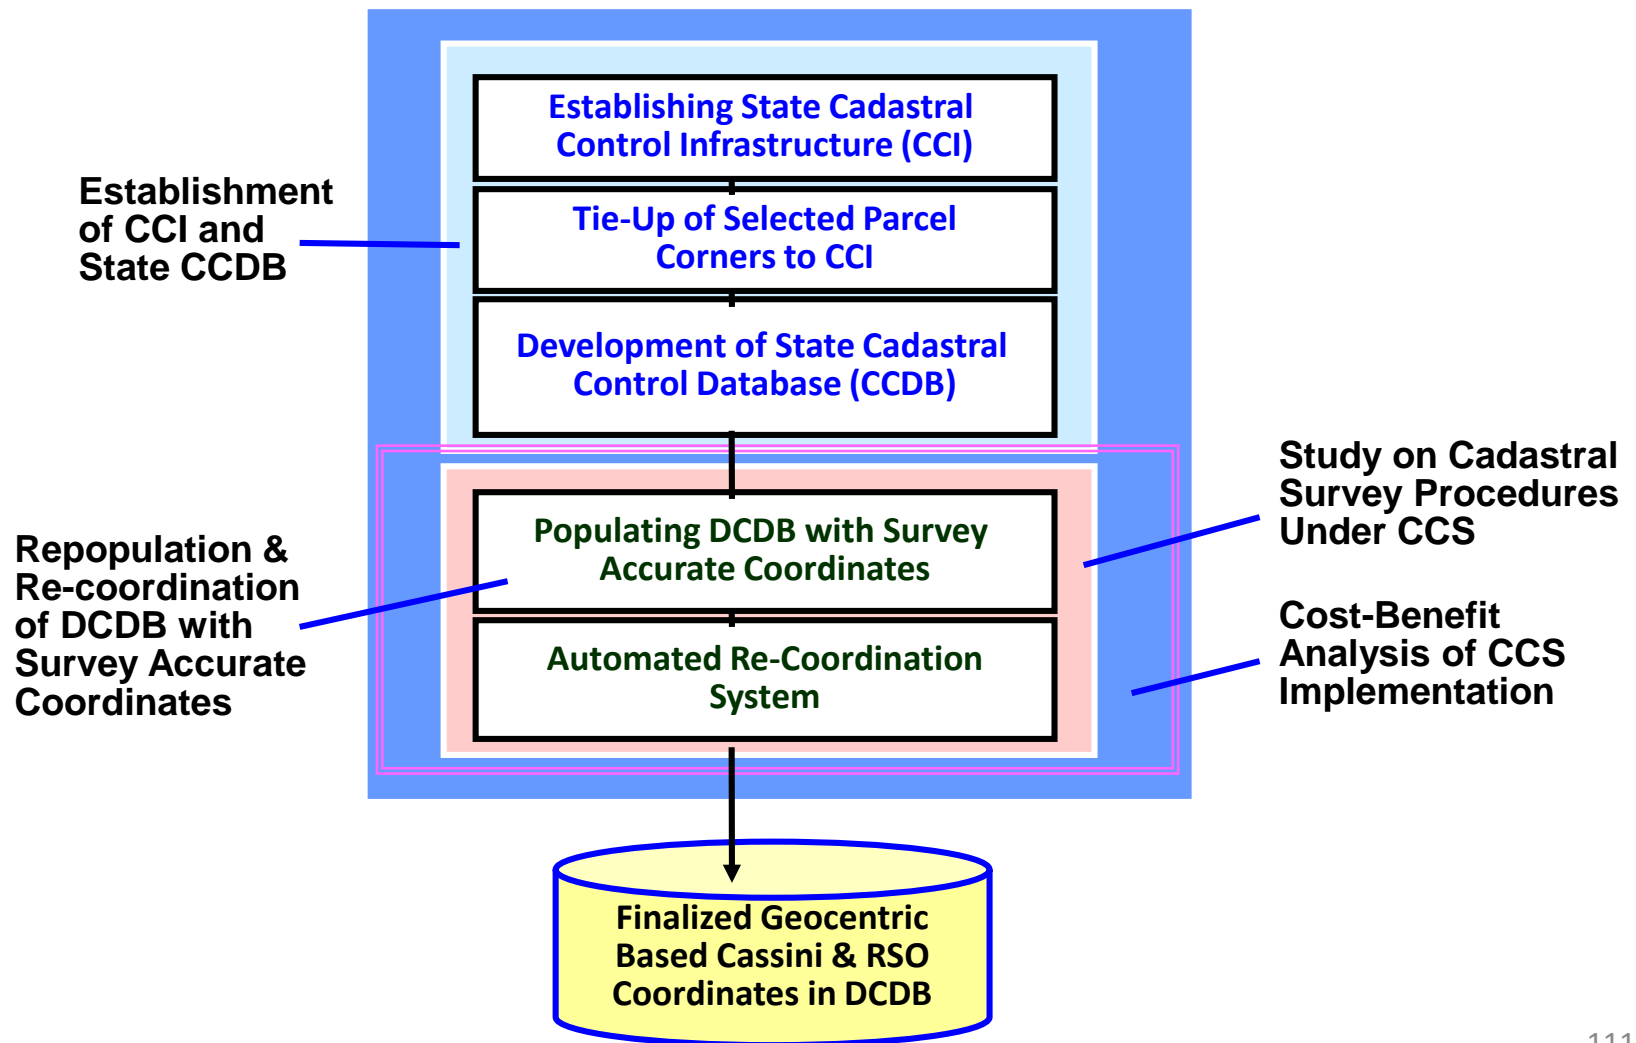 Establishing State Cadastral
Control Infrastructure (CCI)
Establishment
of CCI and
State CCDB
Tie-Up of Selected Parcel
Corners to CCI
Development of State Cadastral
Control Database (CCDB)
Study on Cadastral
Survey Procedures
Under CCS
Populating DCDB with Survey
Accurate Coordinates
Repopulation &
Re-coordination
of DCDB with
Survey Accurate
Coordinates
Cost-Benefit
Analysis of CCS
Implementation
Automated Re-Coordination
System
Finalized Geocentric
Based Cassini & RSO
Coordinates in DCDB
111